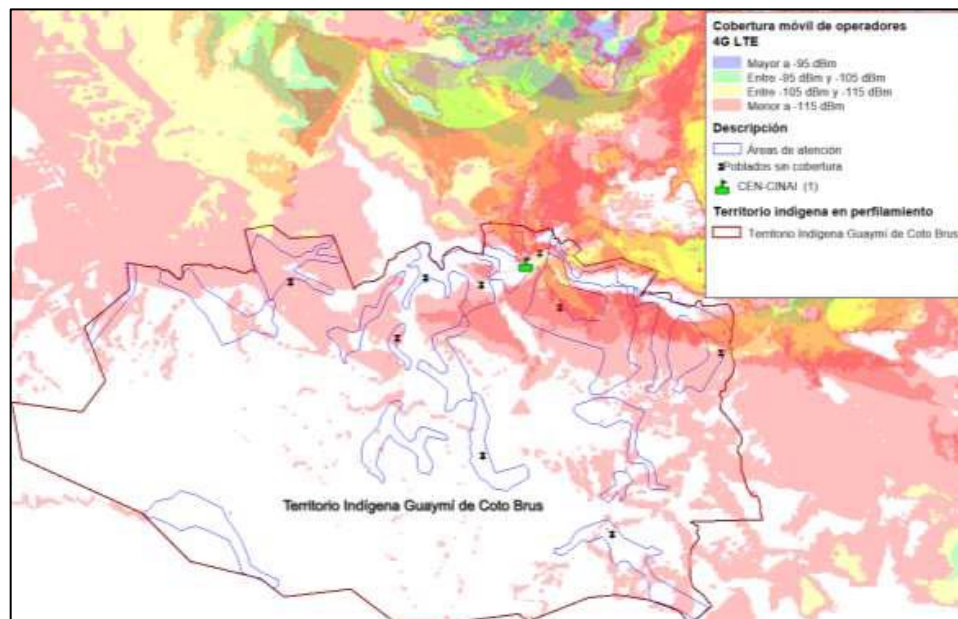 Cobertura móvil de operadores
4G LTE
Mayor a -95 dBm
Entre -95 dBm y -105 dBm
Entre -105 dBm y -115 dBm
Menor a -115 dBm
Descripción
Áreas de atención
Poblados sin cobertura
CEN-CINAI (1)
Territorio indígena en perfilamiento
Territorio Indígena Guaymí de Coto Brus
Territorio Indígena Guaymí de Coto Brus